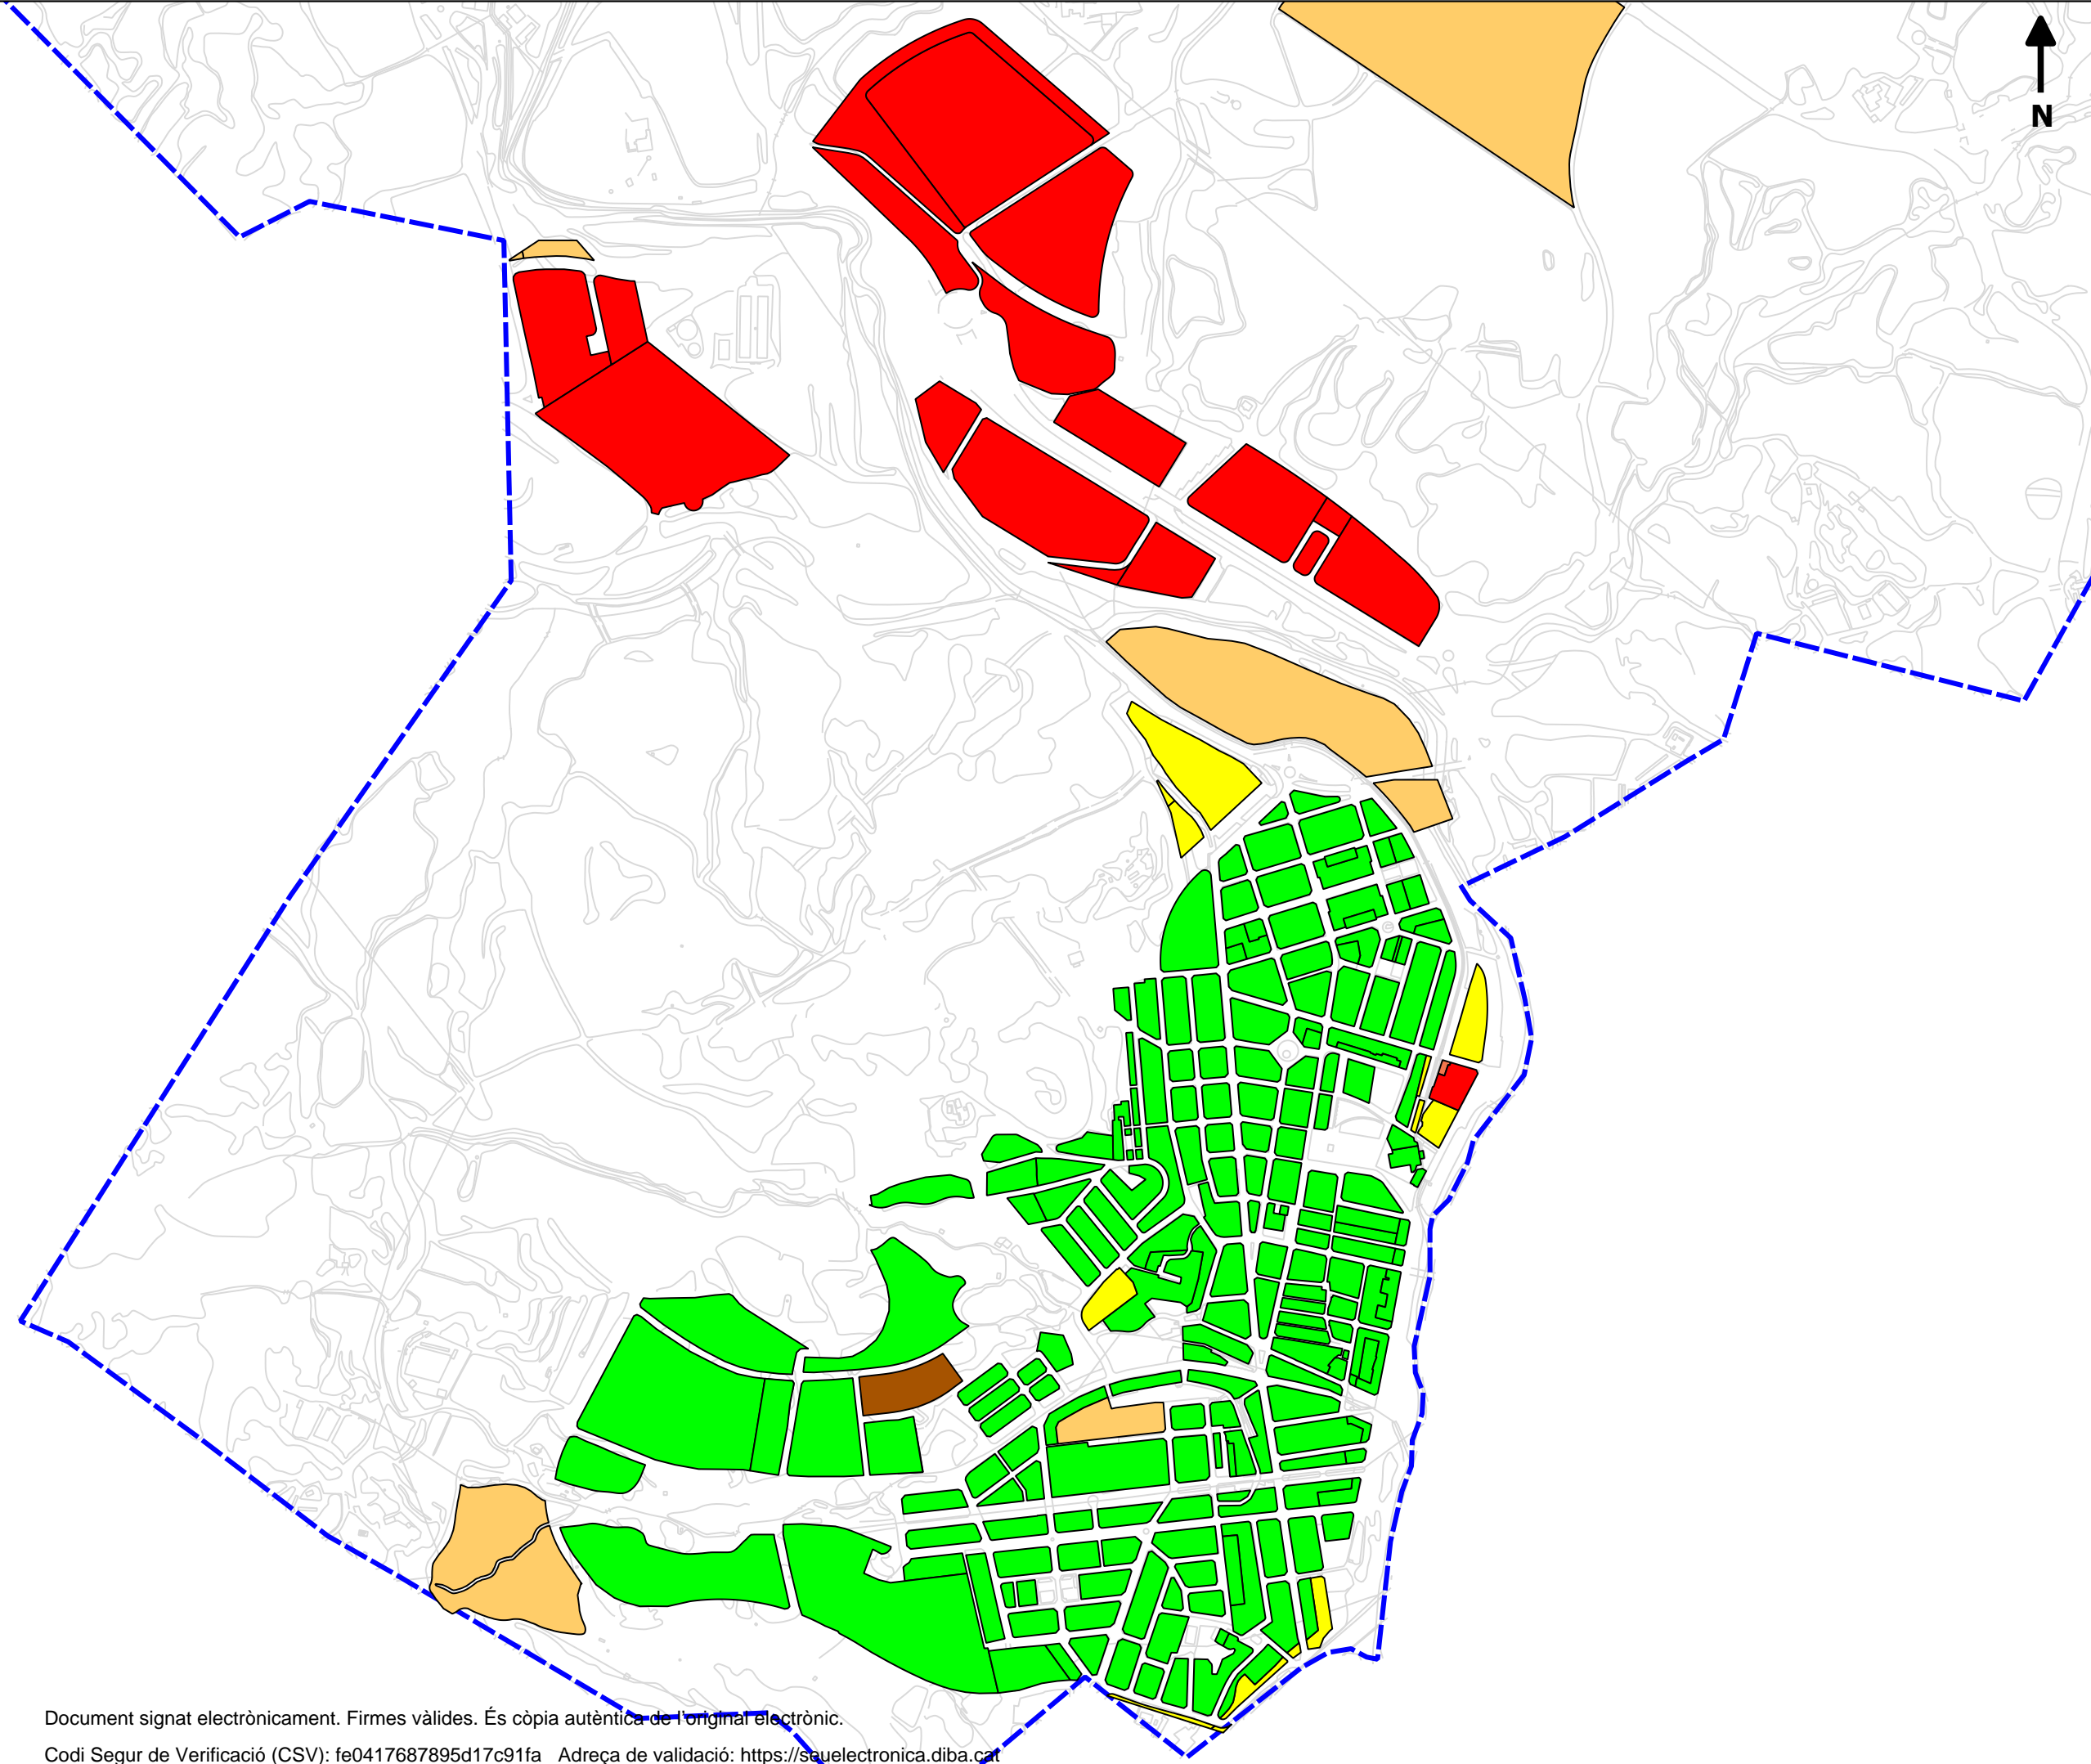 N
Document signat electrònicament. Firmes vàlides. És còpia autèntica de l'original electrònic.
Codi Segur de Verificació (CSV): fe0417687895d17c91fa Adreça de validació: https://seuelectronica.diba.cat